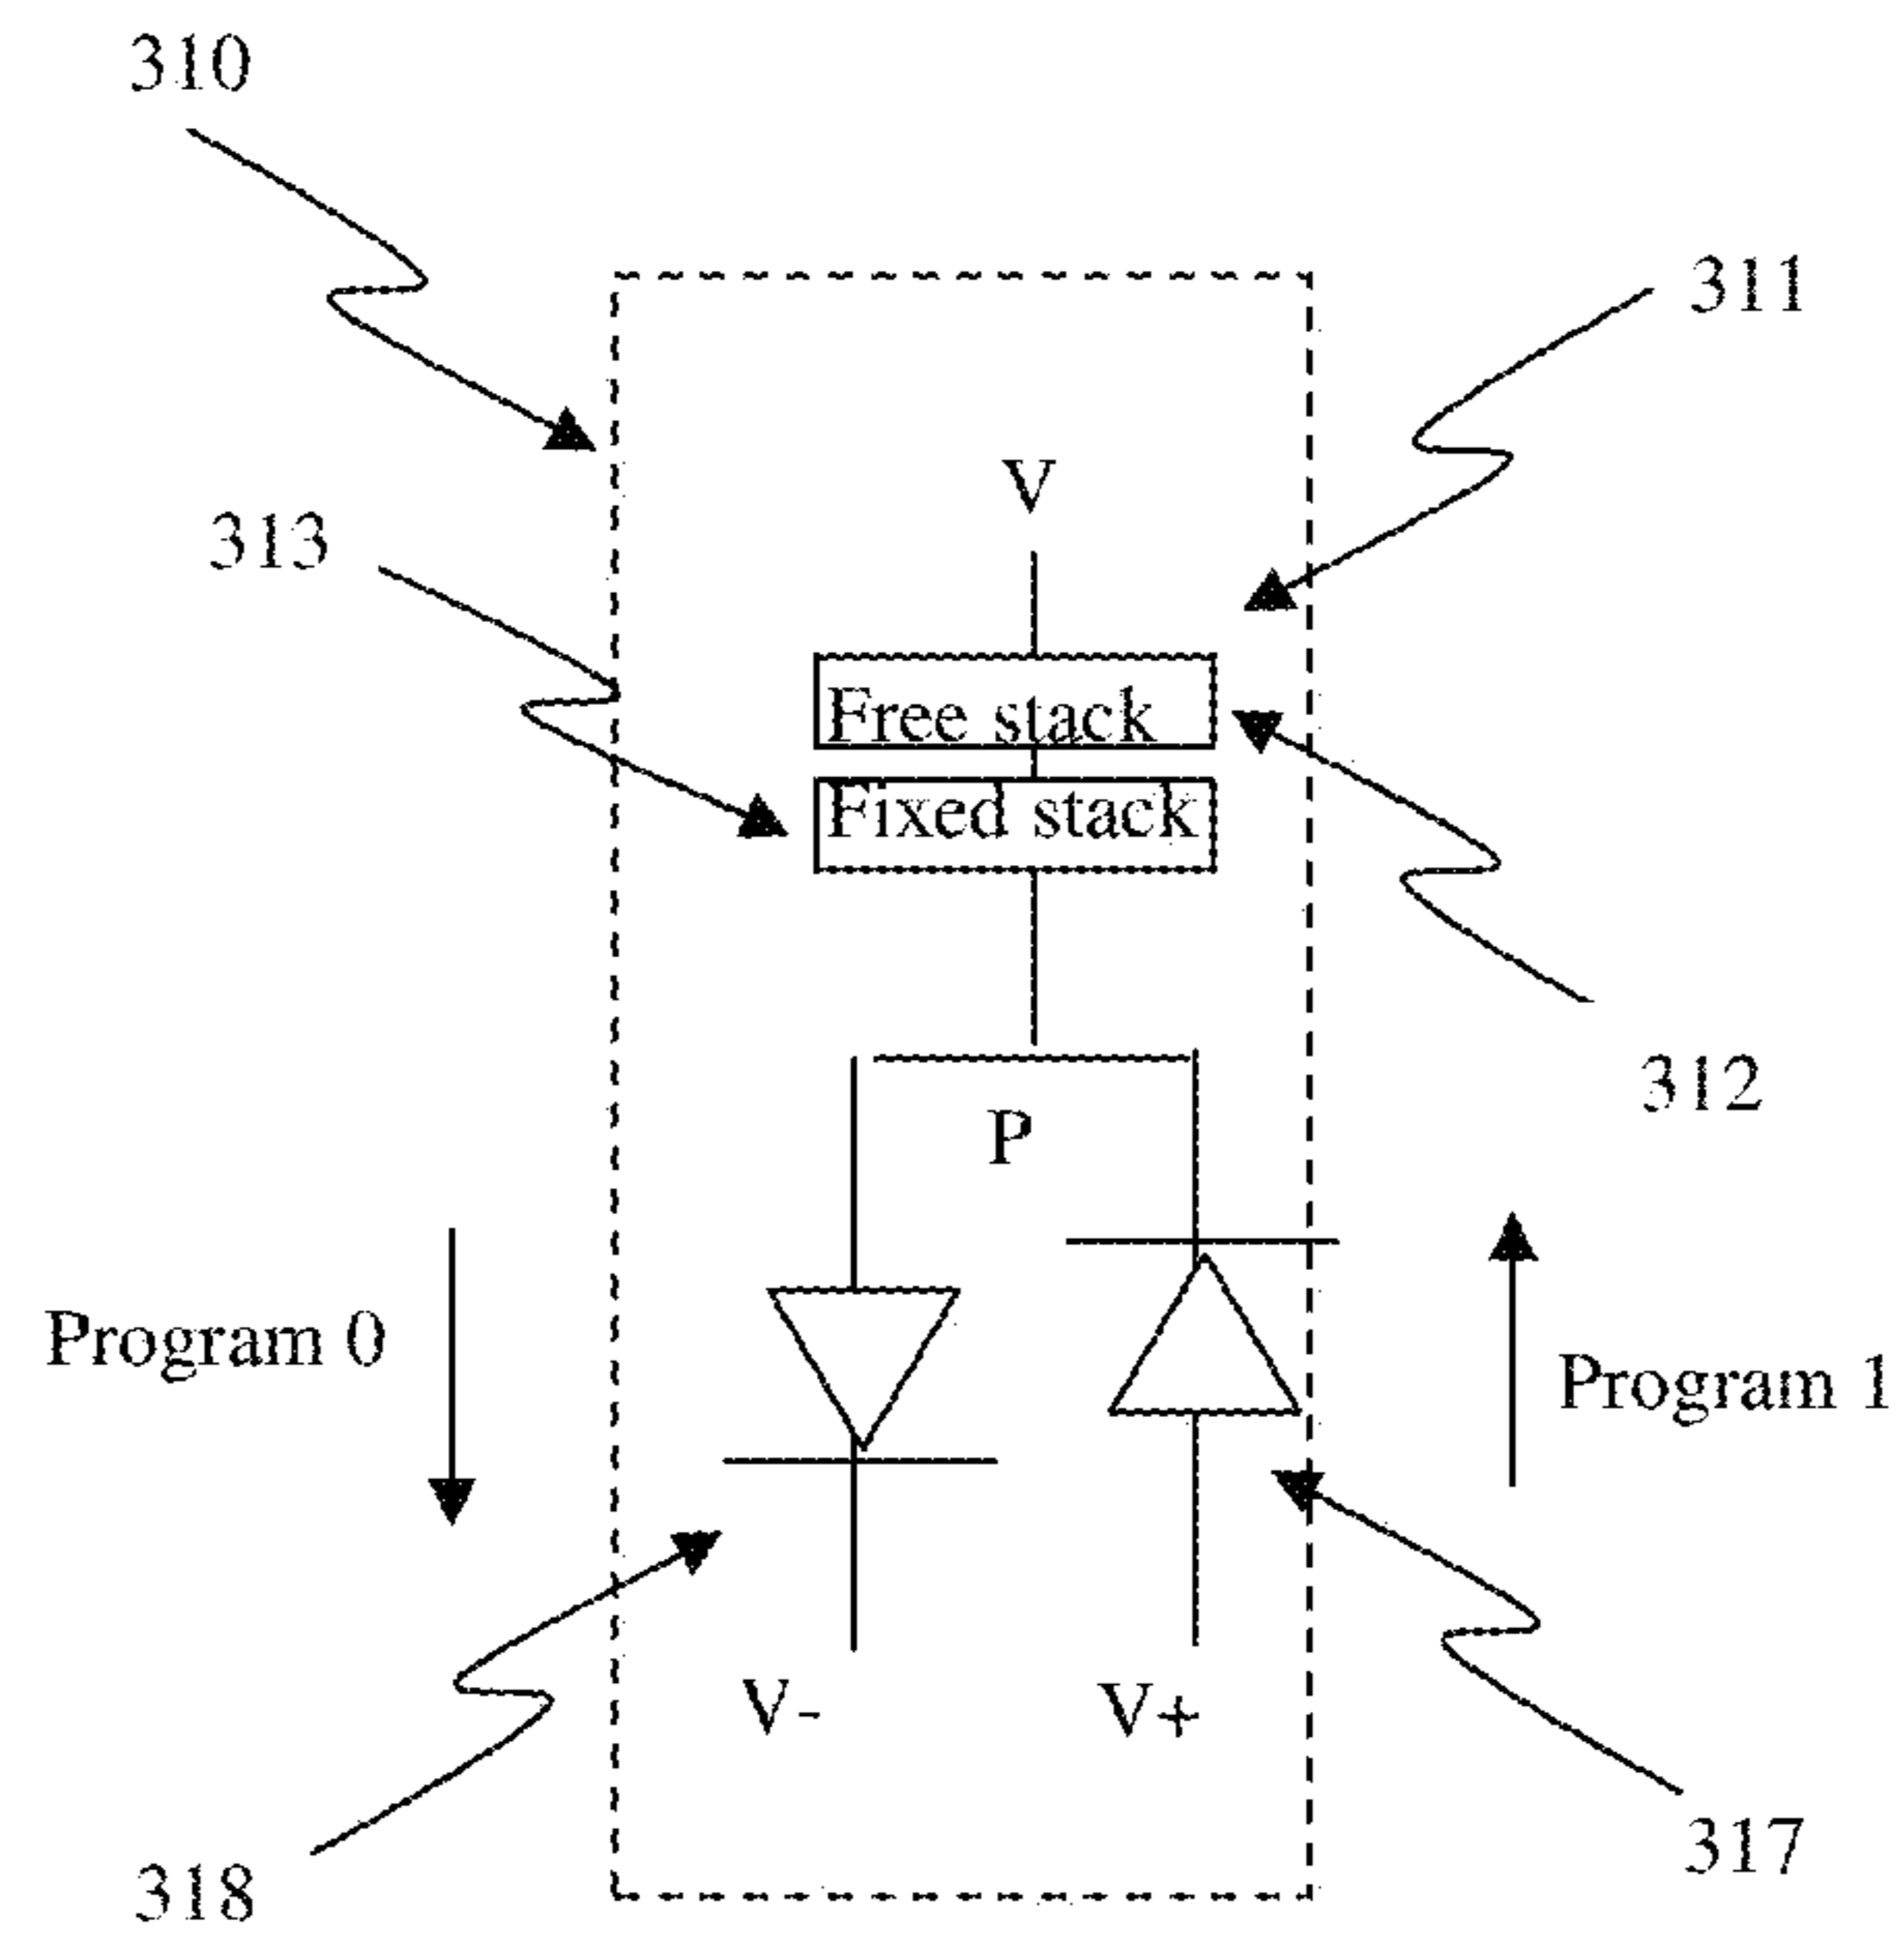 310
311
V
313
Free stack
Fixed stack
312
P
Program 0
Program 1
V-
V+
317
318